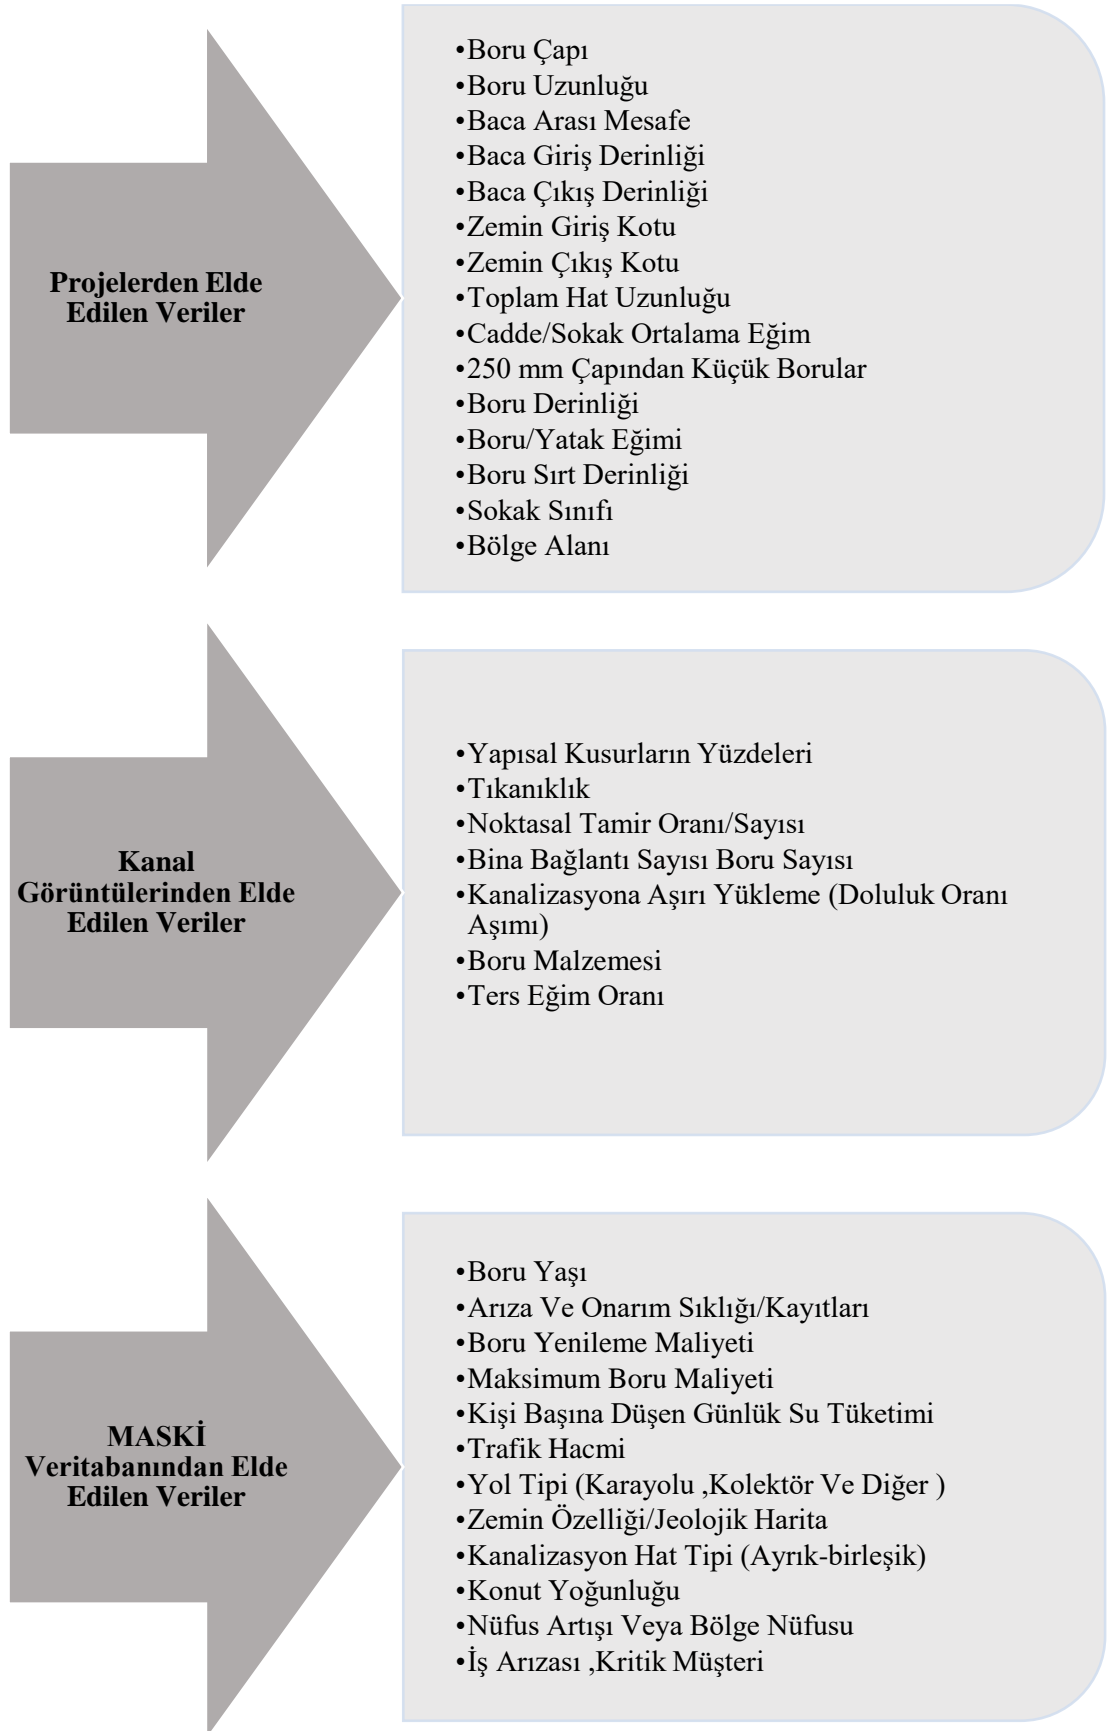 Projelerden Elde
Edilen Veriler
•Boru Çapı
•Boru Uzunluğu
•Baca Arası Mesafe
•Baca Giriş Derinliği
•Baca Çıkış Derinliği
•Zemin Giriş Kotu
•Zemin Çıkış Kotu
•Toplam Hat Uzunluğu
•Cadde/Sokak Ortalama Eğim
•250 mm Çapından Küçük Borular
•Boru Derinliği
•Boru/Yatak Eğimi
•Boru Sırt Derinliği
•Sokak Sınıfı
•Bölge Alanı
Kanal
Görüntülerinden Elde
Edilen Veriler
•Yapısal Kusurların Yüzdeleri
•Tıkanıklık
•Noktasal Tamir Oranı/Sayısı
•Bina Bağlantı Sayısı Boru Sayısı
•Kanalizasyona Aşırı Yükleme (Doluluk Oranı
Aşımı)
•Boru Malzemesi
•Ters Eğim Oranı
MASKİ
Veritabanından Elde
Edilen Veriler
•Boru Yaşı
•Arıza Ve Onarım Sıklığı/Kayıtları
•Boru Yenileme Maliyeti
•Maksimum Boru Maliyeti
•Kişi Başına Düşen Günlük Su Tüketimi
•Trafik Hacmi
•Yol Tipi (Karayolu ,Kolektör Ve Diğer )
•Zemin Özelliği/Jeolojik Harita
•Kanalizasyon Hat Tipi (Ayrık-birleşik)
•Konut Yoğunluğu
•Nüfus Artışı Veya Bölge Nüfusu
•İş Arızası ,Kritik Müşteri